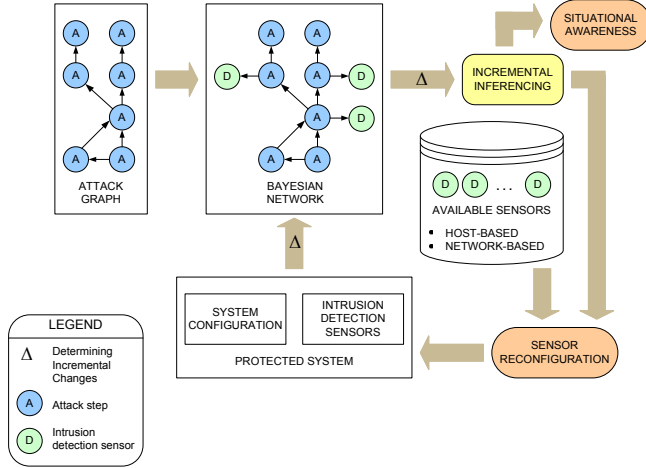 A A
A A
A
A A
ATTACK
GRAPH
A A
D A A D
A D
A A
BAYESIAN
NETWORK
Δ
INCREMENTAL
INFERENCING
SITUATIONAL
AWARENESS
D D ... D
AVAILABLE SENSORS
▪ HOST-BASED
▪ NETWORK-BASED
Δ
SYSTEM
CONFIGURATION
INTRUSION
DETECTION
SENSORS
PROTECTED SYSTEM
SENSOR
RECONFIGURATION
LEGEND
Δ Determining
Incremental
Changes
A Attack step
D Intrusion
detection sensor